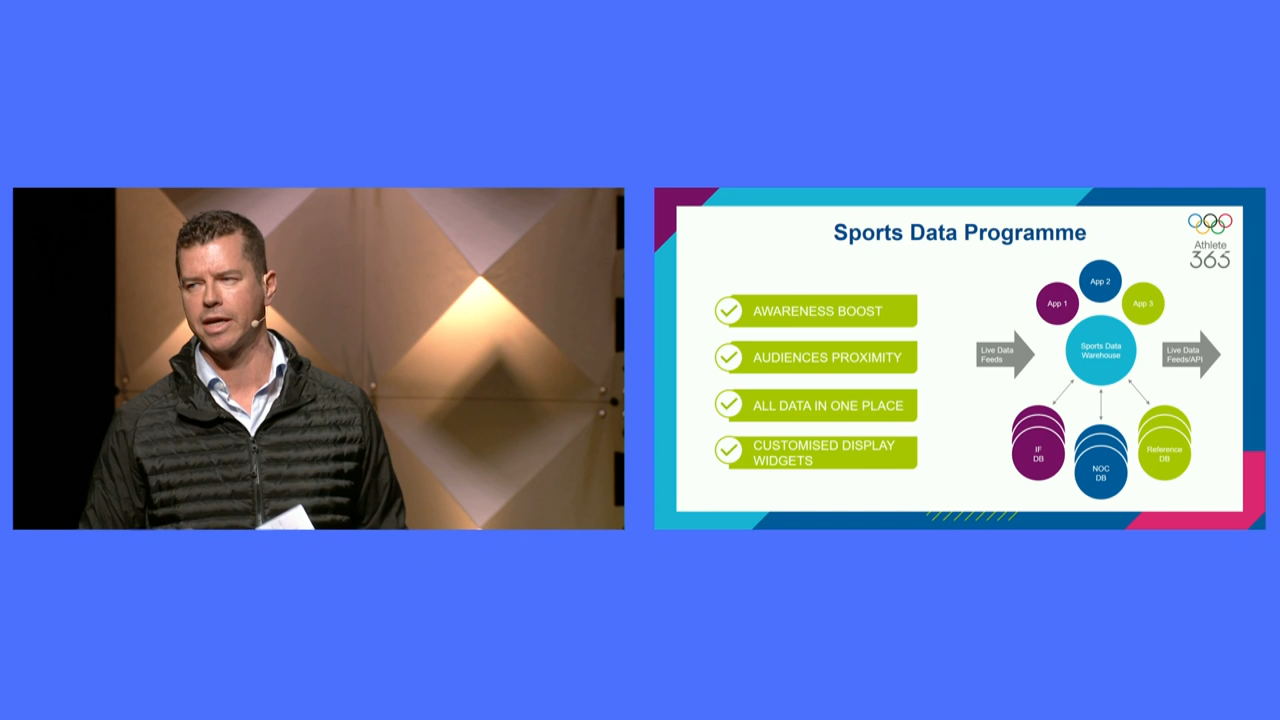 Sports Data Programme
Athlete
365
AWARENESS BOOST
AUDIENCES PROXIMITY
ALL DATA IN ONE PLACE
CUSTOMISED DISPLAY
WIDGETS
App 1
App 2
App 3
Live Data
Feeds
Sports Data
Warehouse
Live Data
Feeds/API
IF
DB
NOC
DB
Reference
DB